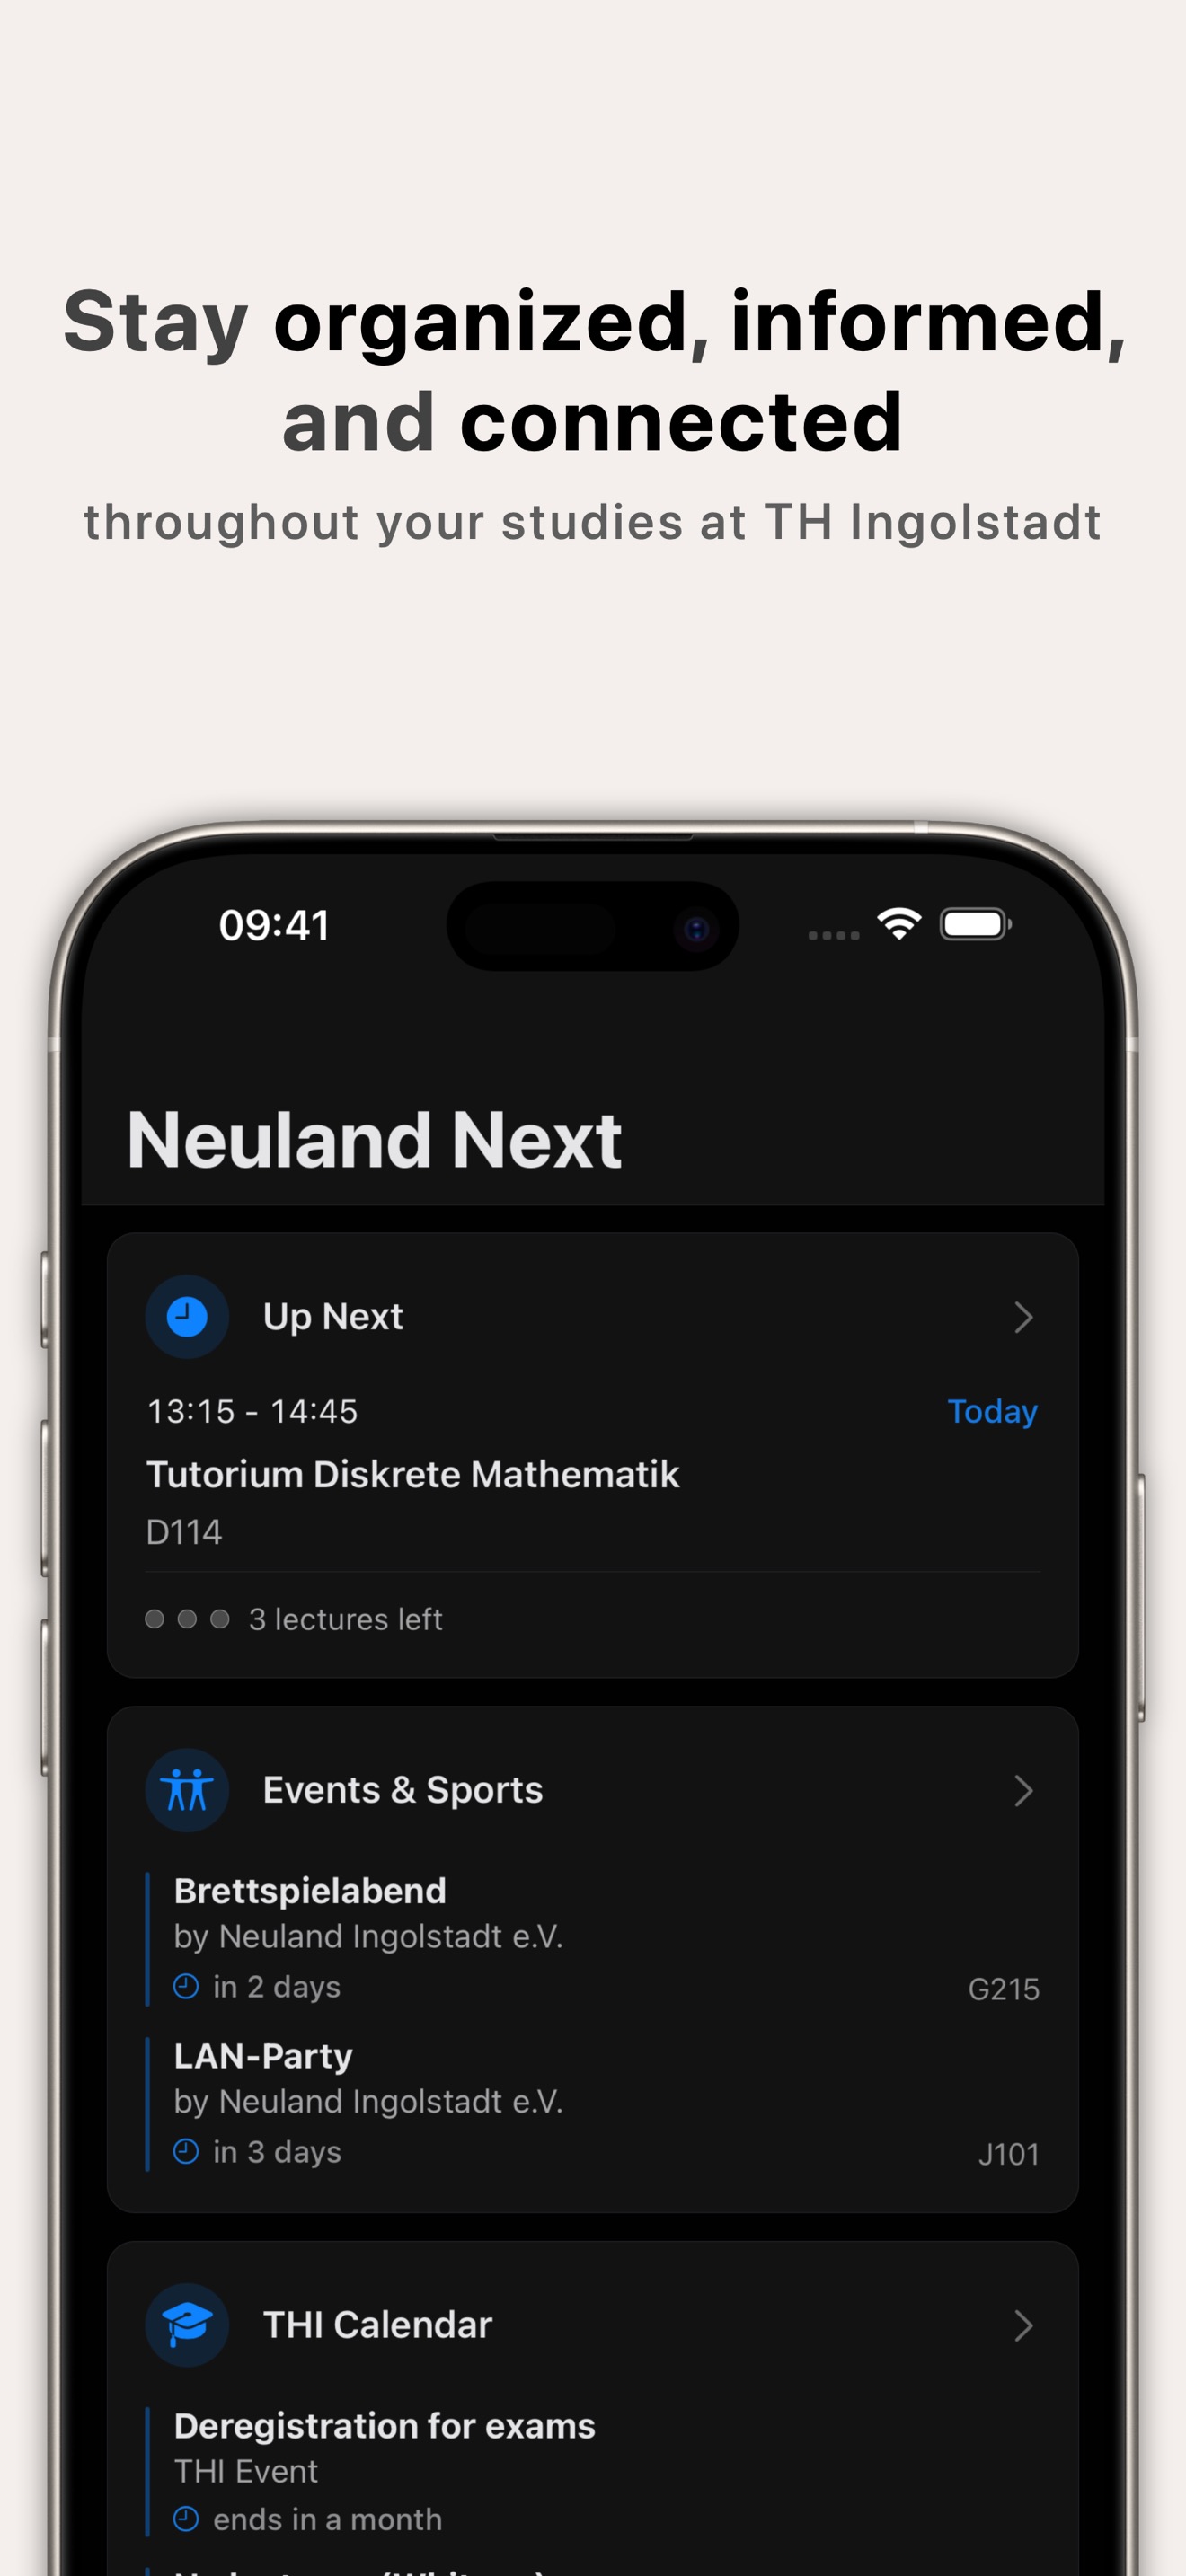 Stay organized, informed,
and connected
throughout your studies at TH Ingolstadt
09:41
Neuland Next
Up Next
13:15 - 14:45
Today
Tutorium Diskrete Mathematik
D114
3 lectures left
Events & Sports
Brettspielabend
by Neuland Ingolstadt e.V.
in 2 days
G215
LAN-Party
by Neuland Ingolstadt e.V.
in 3 days
J101
THI Calendar
Deregistration for exams
THI Event
ends in a month